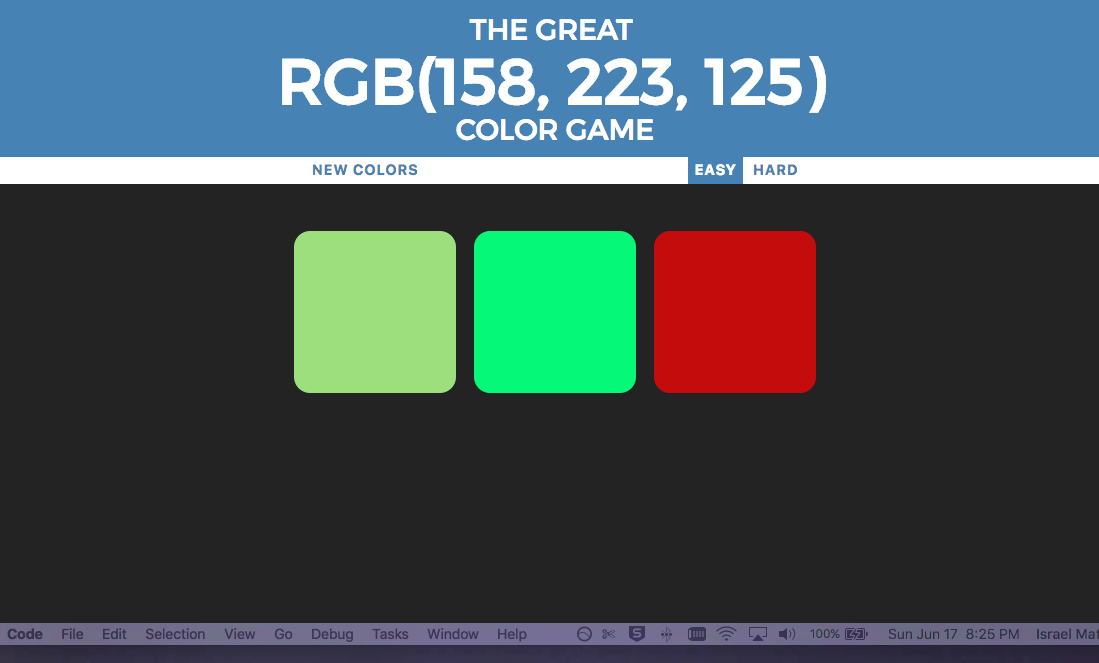 THE GREAT
RGB(158, 223, 125)
COLOR GAME
NEW COLORS EASY HARD
Code File Edit Selection View Go Debug Tasks Window Help S 100% Sun Jun 17 8:25 PM Israel